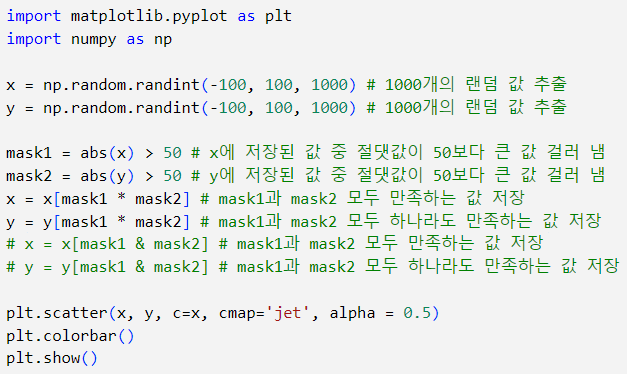 import matplotlib.pyplot as plt
import numpy as np

x = np.random.randint(-100, 100, 1000) # 1000개의 랜덤 값 추출
y = np.random.randint(-100, 100, 1000) # 1000개의 랜덤 값 추출

mask1 = abs(x) > 50 # x에 저장된 값 중 절댓값이 50보다 큰 값 걸러 냄
mask2 = abs(y) > 50 # y에 저장된 값 중 절댓값이 50보다 큰 값 걸러 냄
x = x[mask1 * mask2] # mask1과 mask2 모두 만족하는 값 저장
y = y[mask1 * mask2] # mask1과 mask2 모두 하나라도 만족하는 값 저장
# x = x[mask1 & mask2] # mask1과 mask2 모두 만족하는 값 저장
# y = y[mask1 & mask2] # mask1과 mask2 모두 하나라도 만족하는 값 저장

plt.scatter(x, y, c=x, cmap='jet', alpha = 0.5)
plt.colorbar()
plt.show()